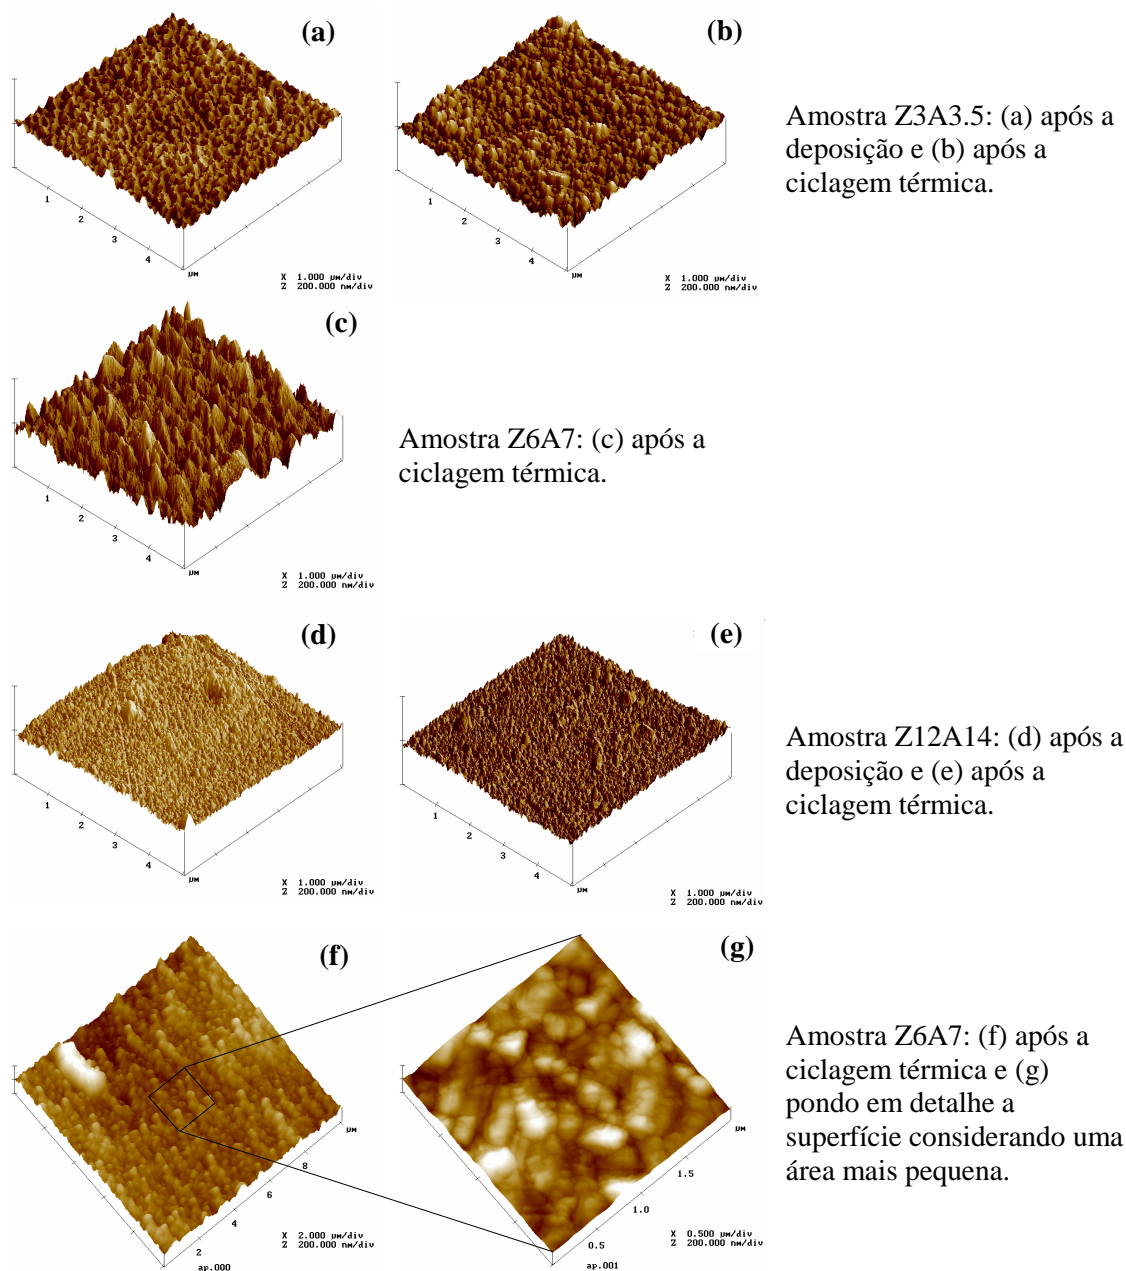 (a)
1
2
3
4
µM
X 1.000 µM/div
Z 200.000 nM/div
(b)
1
2
3
4
µM
X 1.000 µM/div
Z 200.000 nM/div
Amostra Z3A3.5: (a) após a
deposição e (b) após a
ciclagem térmica.
(c)
1
2
3
4
µM
X 1.000 µM/div
Z 200.000 nM/div
Amostra Z6A7: (c) após a
ciclagem térmica.
(d)
1
2
3
4
µM
X 1.000 µM/div
Z 200.000 nM/div
(e)
1
2
3
4
µM
X 1.000 µM/div
Z 200.000 nM/div
Amostra Z12A14: (d) após a
deposição e (e) após a
ciclagem térmica.
(f)
2
4
6
8
µM
X 2.000 µM/div
Z 200.000 nM/div
ap.000
(g)
0.5
1.0
1.5
µM
X 0.500 µM/div
Z 200.000 nM/div
ap.001
Amostra Z6A7: (f) após a
ciclagem térmica e (g)
pondo em detalhe a
superfície considerando uma
área mais pequena.